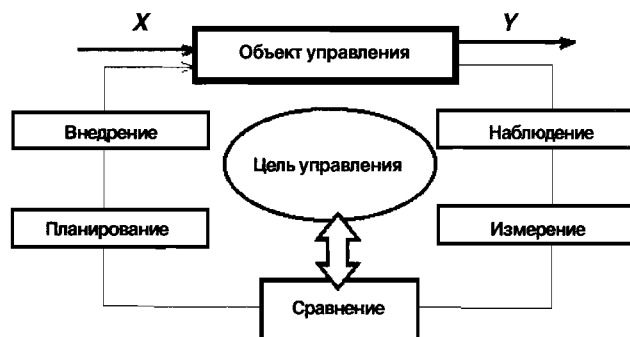 X
Y
Объект управления
Внедрение
Наблюдение
Цель управления
Планирование
Измерение
Сравнение